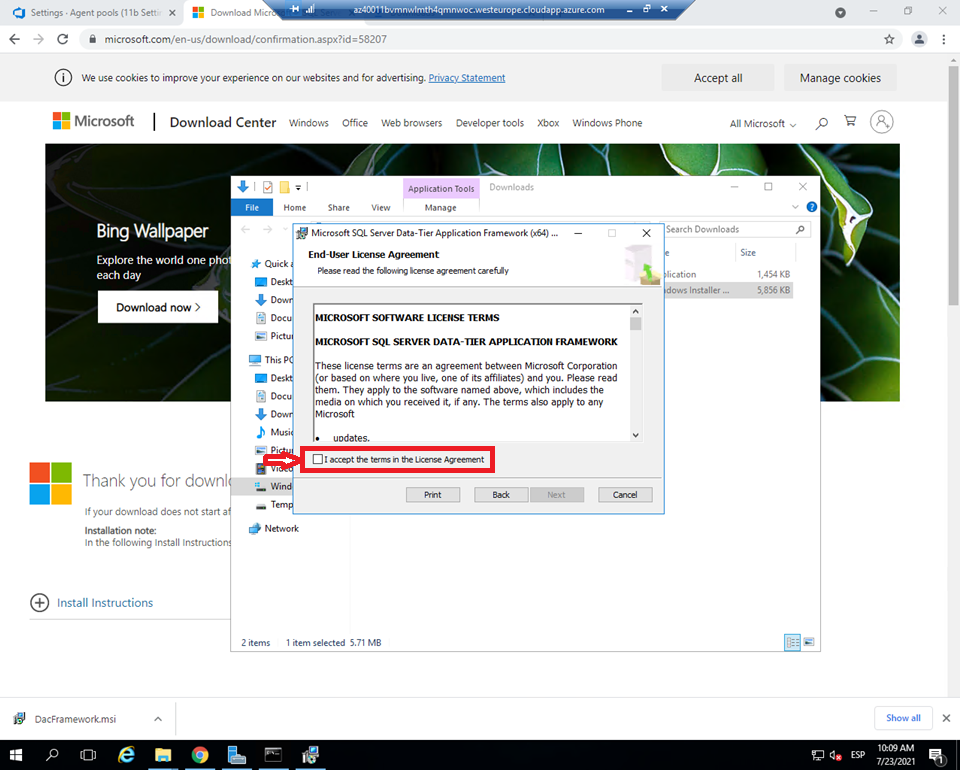 Settings - Agent pools (11b Setti
Download Micro
az40011bvmnwlmth4qmnwoc.westeurope.cloudapp.azure.com
microsoft.com/en-us/download/confirmation.aspx?id=58207
We use cookies to improve your experience on our websites and for advertising. Privacy Statement
Accept all
Manage cookies
Microsoft
Download Center
Windows
Office
Web browsers
Developer tools
Xbox
Windows Phone
All Microsoft
Bing Wallpaper
Explore the world one phot
each day
Download now >
Application Tools
Downloads
File
Home
Share
View
Manage
Search Downloads
Size
plication
1,454 KB
ndows Installer ...
5,856 KB
Quick a
Deskt
Down
Docu
Pictur
This PC
Deskt
Docu
Down
Music
Pictur
Video
Wind
Temp
Network
Microsoft SQL Server Data-Tier Application Framework (x64) ...
End-User License Agreement
Please read the following license agreement carefully
MICROSOFT SOFTWARE LICENSE TERMS
MICROSOFT SQL SERVER DATA-TIER APPLICATION FRAMEWORK
These license terms are an agreement between Microsoft Corporation
(or based on where you live, one of its affiliates) and you. Please read
them. They apply to the software named above, which includes the
media on which you received it, if any. The terms also apply to any
Microsoft
• updates,
I accept the terms in the License Agreement
Print
Back
Next
Cancel
Thank you for downlo
If your download does not start af
Installation note:
In the following Install Instructions
Install Instructions
2 items
1 item selected 5.71 MB
DacFramework.msi
Show all
ESP
10:09 AM
7/23/2021
1